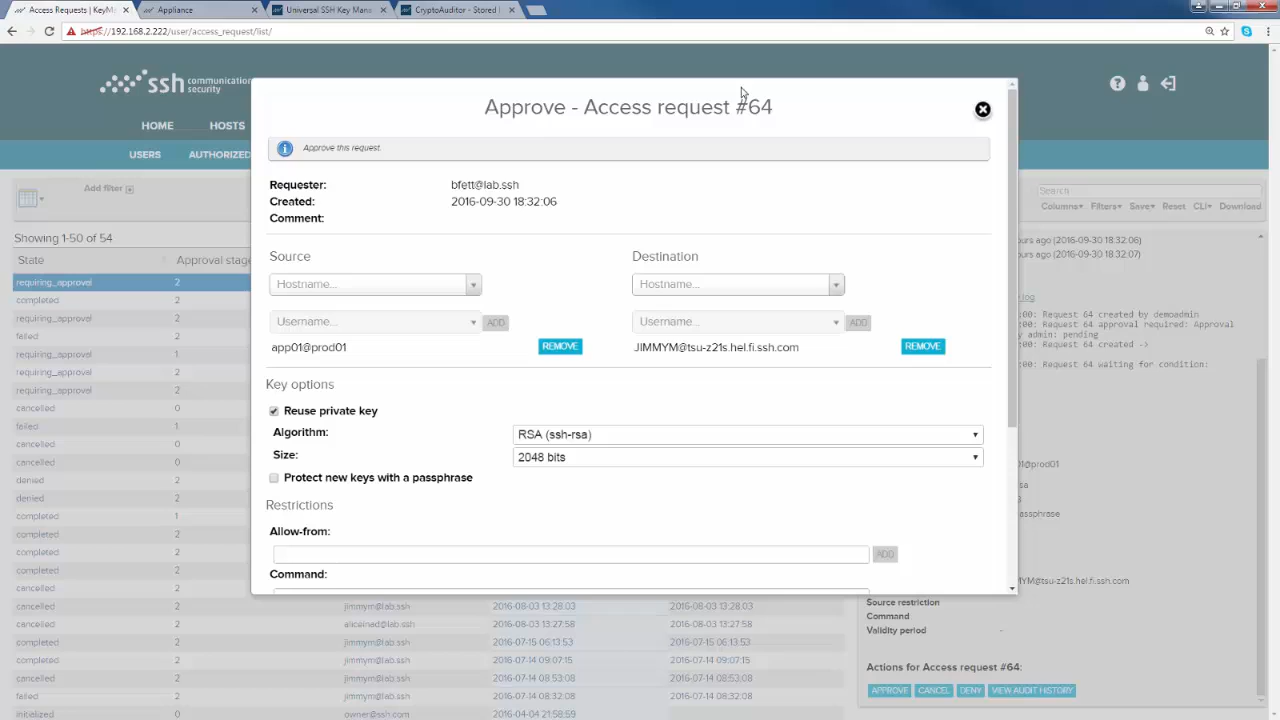 Access Requests | KeyM
Appliance
Universal SSH Key Mana
CryptoAuditor - Stored
https://192.168.2.222/user/access_request/list/
ssh communication security
HOME HOSTS
USERS AUTHORIZED
Add filter
Search
Columns Filters Save Reset CLI Download
Showing 1-50 of 54
State Approval stage
requiring_approval 2
completed 2
requiring_approval 2
failed 2
requiring_approval 1
requiring_approval 2
requiring_approval 2
cancelled 0
failed 1
cancelled 0
cancelled 0
denied 2
denied 2
completed 1
completed 2
completed 2
completed 2
cancelled 2
completed 2 jimmym@lab.ssh 2016-08-03 13:28:03 2016-08-03 13:28:03
cancelled 2 aliceined@lab.ssh 2016-08-03 13:27:58 2016-08-03 13:27:58
completed 2 jimmym@lab.ssh 2016-07-15 06:13:53 2016-07-15 06:13:53
completed 2 jimmym@lab.ssh 2016-07-14 09:07:15 2016-07-14 09:07:15
cancelled 2 jimmym@lab.ssh 2016-07-14 08:53:08 2016-07-14 08:53:08
failed 2 jimmym@lab.ssh 2016-07-14 08:32:08 2016-07-14 08:32:08
initialized 0 owner@ssh.com 2016-04-04 21:58:59
Approve - Access request #64
Approve this request.
Requester: bfett@lab.ssh
Created: 2016-09-30 18:32:06
Comment:
Source Destination
Hostname... Hostname...
Username... ADD Username... ADD
app01@prod01 REMOVE JIMMYM@tsu-z21s.hel.fi.ssh.com REMOVE
Key options
Reuse private key
Algorithm: RSA (ssh-rsa)
Size: 2048 bits
Protect new keys with a passphrase
Restrictions
Allow-from:
ADD
Command:
ours ago (2016-09-30 18:32:06)
ours ago (2016-09-30 18:32:07)
log
:00: Request 64 created by demoadmin
:00: Request 64 approval required: Approval
y admin: pending
:00: Request 64 created ->
:00: Request 64 waiting for condition:
01@prod01
sa
assphrase
YM@tsu-z21s.hel.fi.ssh.com
Source restriction
Command
Validity period -
Actions for Access request #64:
APPROVE CANCEL DENY VIEW AUDIT HISTORY